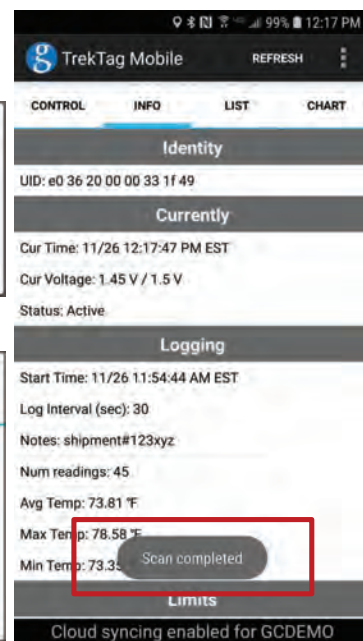 99% 12:17 PM
TrekTag Mobile REFRESH
CONTROL INFO LIST CHART
Identity
UID: e0 36 20 00 00 33 1f 49
Currently
Cur Time: 11/26 12:17:47 PM EST
Cur Voltage: 1.45 V / 1.5 V
Status: Active
Logging
Start Time: 11/26 11:54:44 AM EST
Log Interval (sec): 30
Notes: shipment#123xyz
Num readings: 45
Avg Temp: 73.81 °F
Max Temp: 78.58 °F
Min Temp: 73.35
Scan completed
Limits
Cloud syncing enabled for GCDEMO